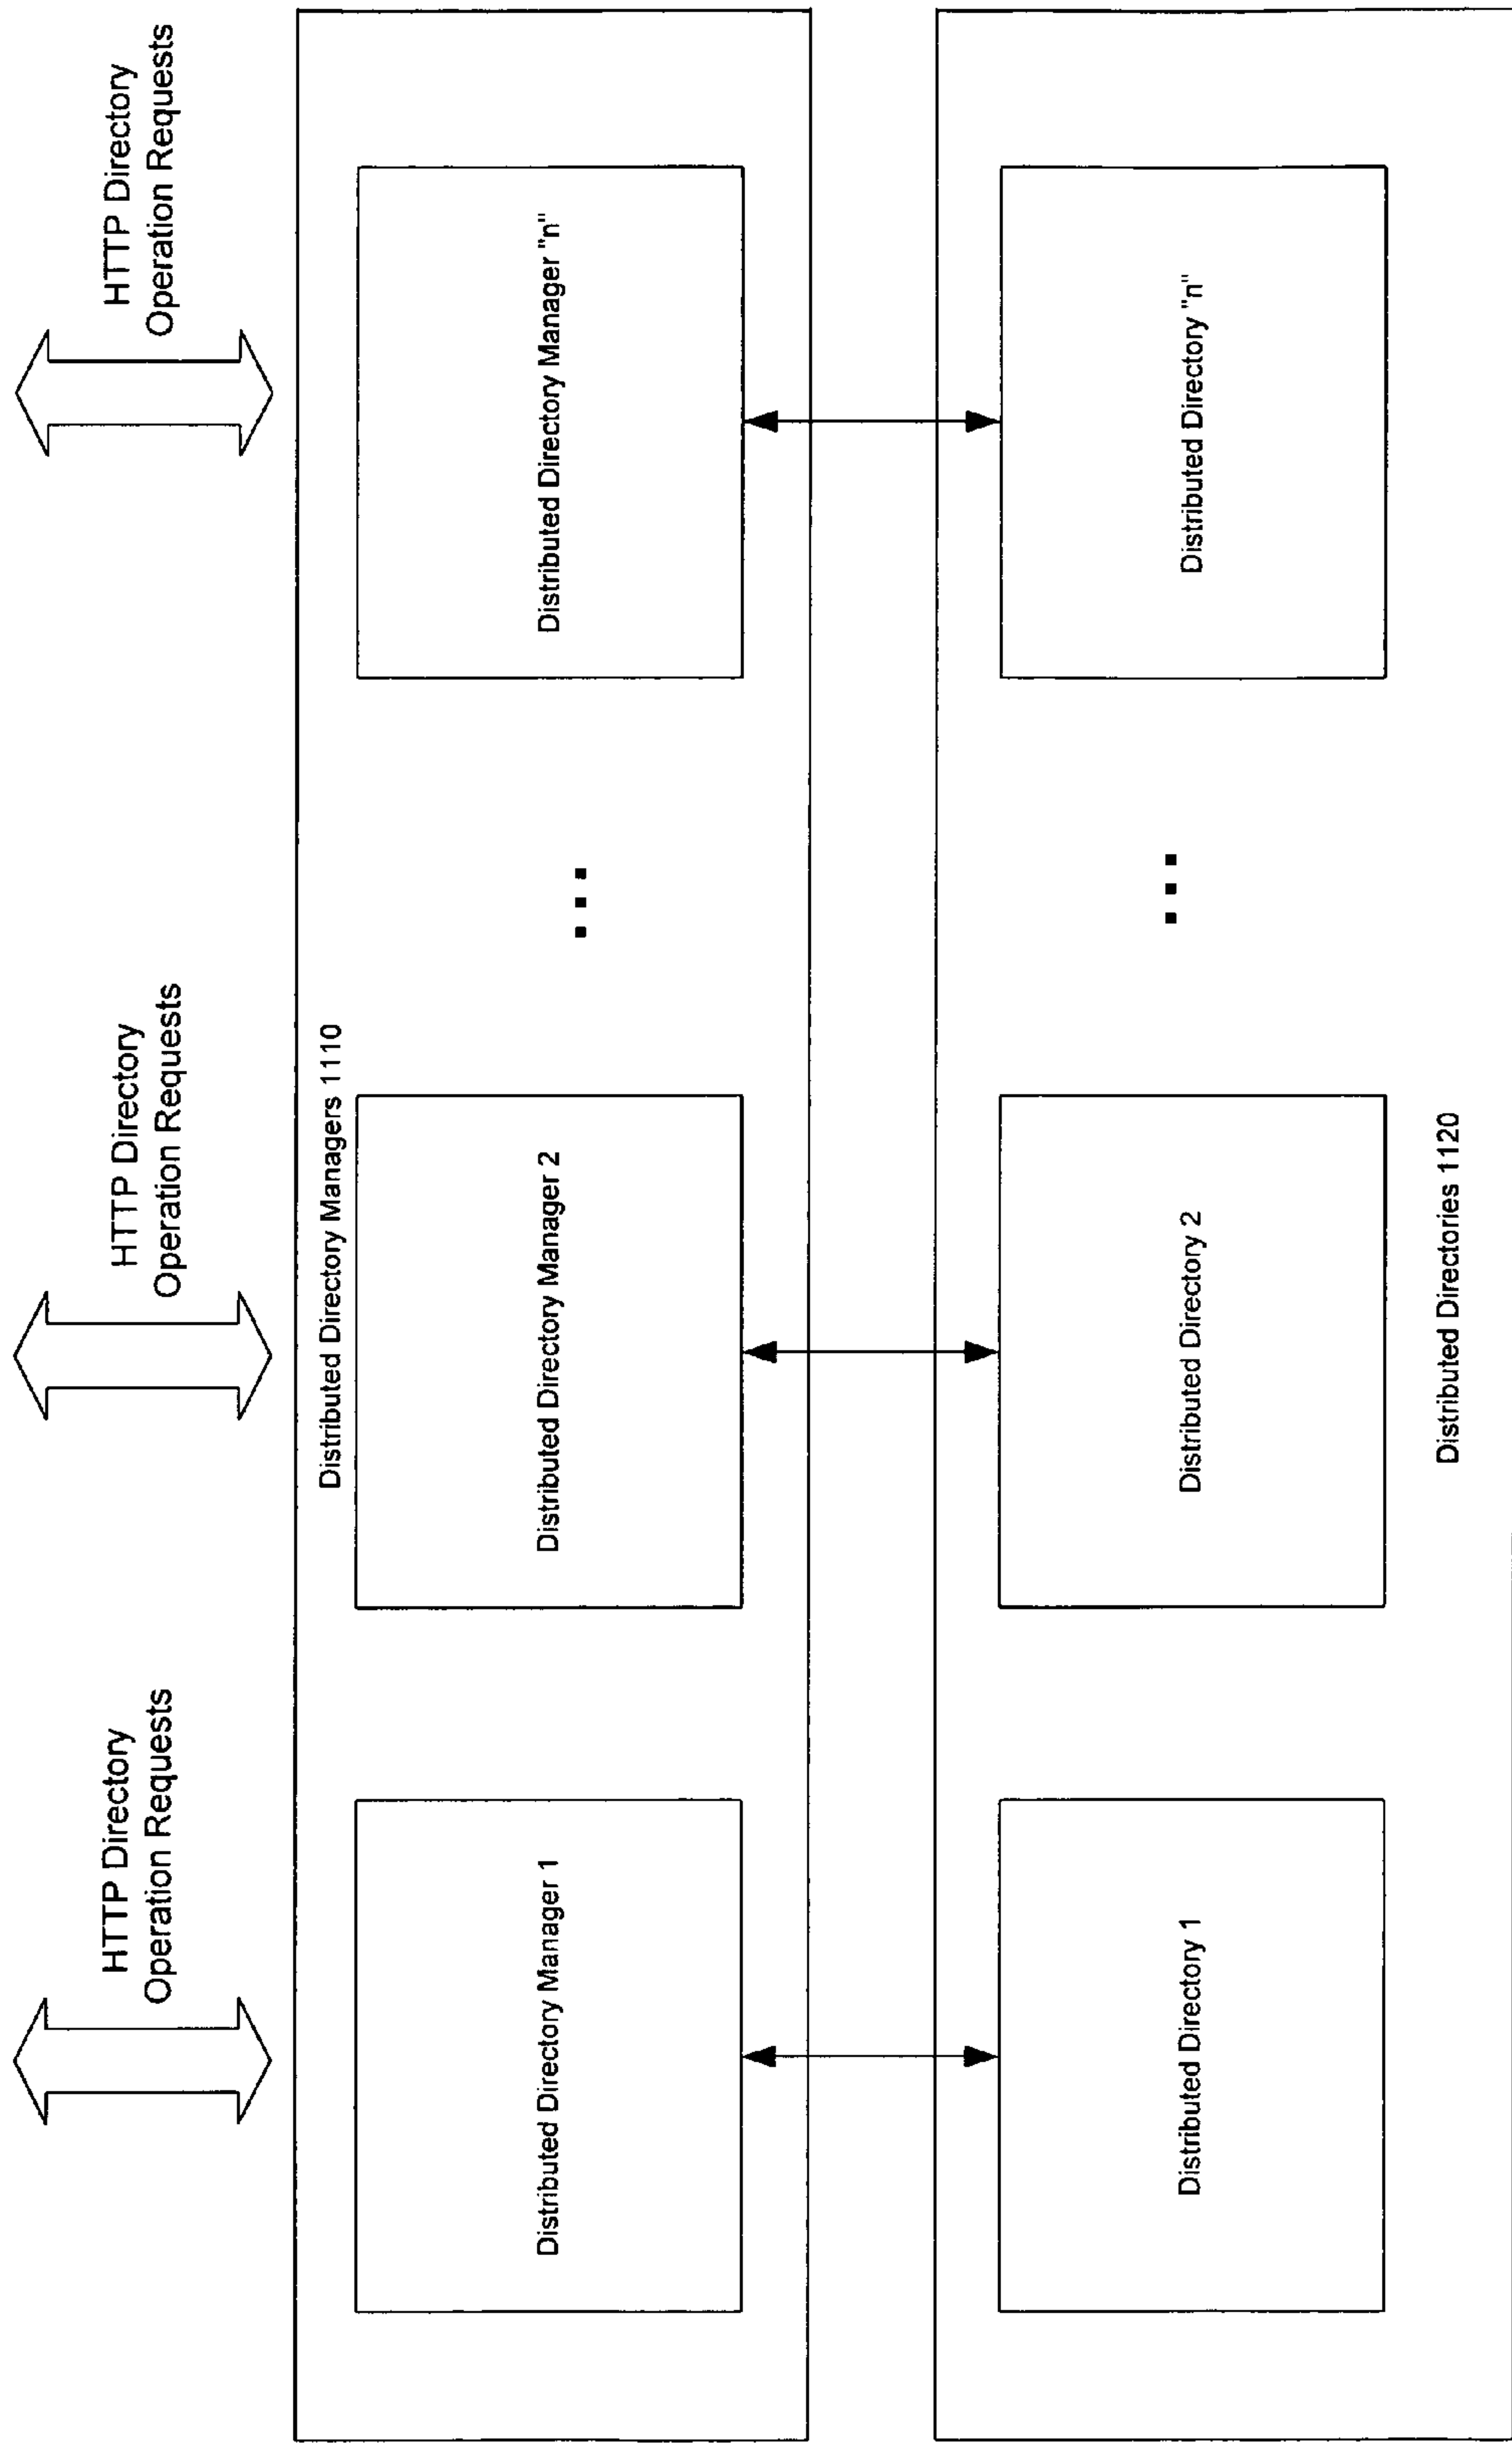 HTTP Directory
Operation Requests
HTTP Directory
Operation Requests
HTTP Directory
Operation Requests
Distributed Directory Managers 1110
Distributed Directory Manager 1
Distributed Directory Manager 2
...
Distributed Directory Manager "n"
Distributed Directory 1
Distributed Directory 2
...
Distributed Directory "n"
Distributed Directories 1120